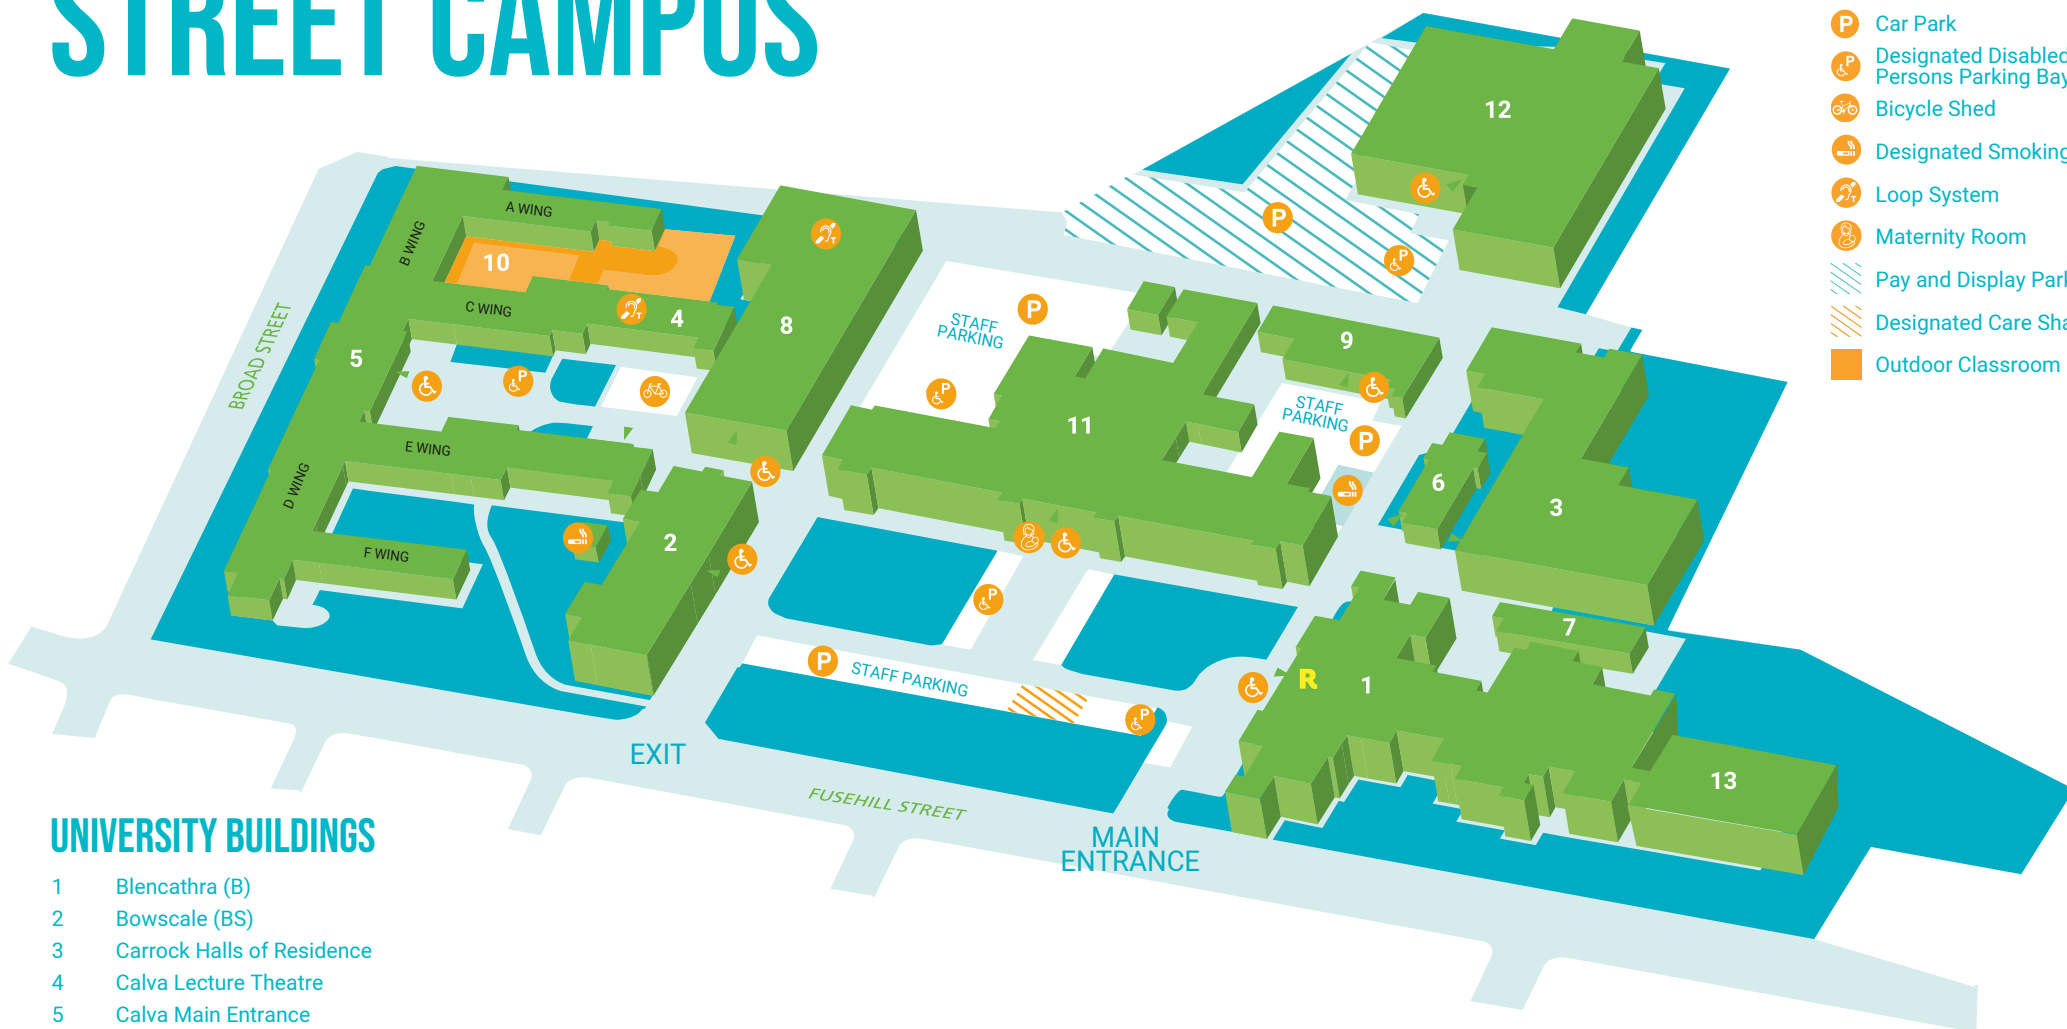 STREET CAMPUS
P Car Park
P Designated Disabled
Persons Parking Bay
Bicycle Shed
Designated Smoking
T Loop System
Maternity Room
Pay and Display Park
Designated Care Sha
Outdoor Classroom
12
P
P
A WING
B WING
10
T
C WING
T
4
8
5
BROAD STREET
P
STAFF
PARKING
P
P
9
STAFF
PARKING
P
11
E WING
D WING
F WING
2
6
3
P
7
P
STAFF PARKING
P
R
1
13
EXIT
FUSEHILL STREET
MAIN
ENTRANCE
UNIVERSITY BUILDINGS
1 Blencathra (B)
2 Bowscale (BS)
3 Carrock Halls of Residence
4 Calva Lecture Theatre
5 Calva Main Entrance